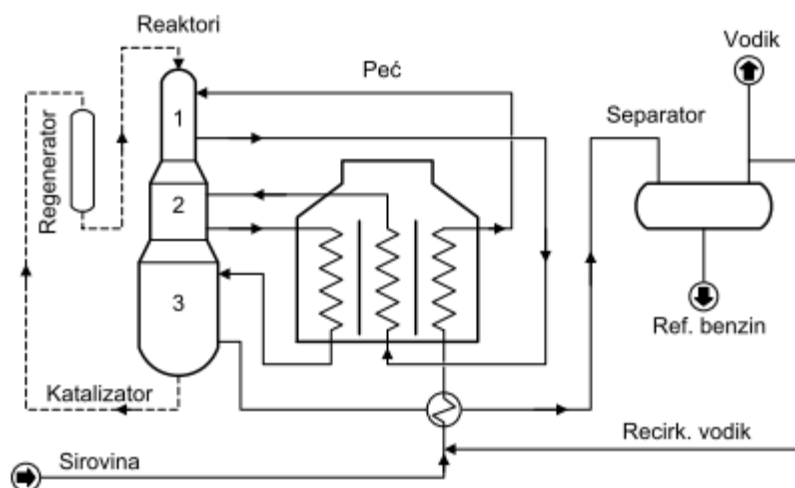 Reaktori
Vodik
Peć
Separator
Regenerator
1
2
3
Ref. benzin
Katalizator
Recirk. vodik
Sirovina